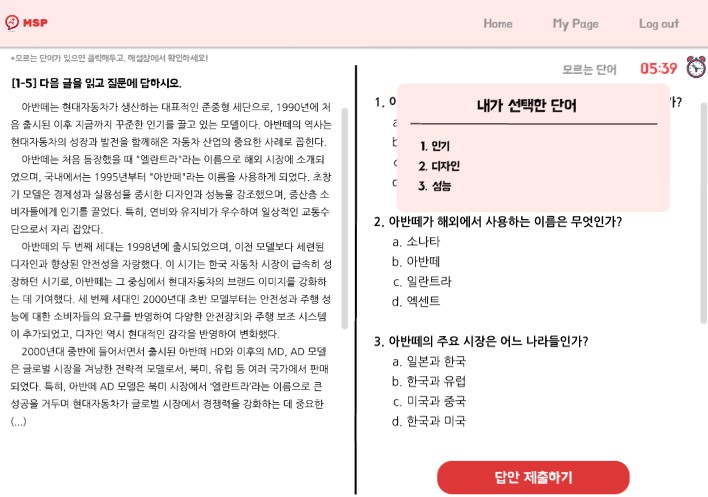 MSP
Home My Page Log out
*모르는 단어가 있으면 클릭해두고, 해설창에서 확인하세요!
모르는 단어 05:39
[1-5] 다음 글을 읽고 질문에 답하시오.
아반떼는 현대자동차가 생산하는 대표적인 준중형 세단으로, 1990년에 처
음 출시된 이후 지금까지 꾸준한 인기를 끌고 있는 모델이다. 아반떼의 역사는
현대자동차의 성장과 발전을 함께해온 자동차 산업의 중요한 사례로 꼽힌다.
아반떼는 처음 등장했을 때 "엘란트라"라는 이름으로 해외 시장에 소개되
었으며, 국내에서는 1995년부터 "아반떼"라는 이름을 사용하게 되었다. 초창
기 모델은 경제성과 실용성을 중시한 디자인과 성능을 강조했으며, 중산층 소
비자들에게 인기를 끌었다. 특히, 연비와 유지비가 우수하여 일상적인 교통수
단으로서 자리 잡았다.
아반떼의 두 번째 세대는 1998년에 출시되었으며, 이전 모델보다 세련된
디자인과 향상된 안전성을 자랑했다. 이 시기는 한국 자동차 시장이 급속히 성
장하던 시기로, 아반떼는 그 중심에서 현대자동차의 브랜드 이미지를 강화하
는 데 기여했다. 세 번째 세대인 2000년대 초반 모델부터는 안전성과 주행 성
능에 대한 소비자들의 요구를 반영하여 다양한 안전장치와 주행 보조 시스템
이 추가되었고, 디자인 역시 현대적인 감각을 반영하여 변화했다.
2000년대 중반에 들어서면서 출시된 아반떼 HD와 이후의 MD, AD 모델
은 글로벌 시장을 겨냥한 전략적 모델로서, 북미, 유럽 등 여러 국가에서 판매
되었다. 특히, 아반떼 AD 모델은 북미 시장에서 '엘란트라'라는 이름으로 큰
성공을 거두며 현대자동차가 글로벌 시장에서 경쟁력을 강화하는 데 중요한
(...)
1.
가?
내가 선택한 단어
1. 인기
2. 디자인
3. 성능
2. 아반떼가 해외에서 사용하는 이름은 무엇인가?
a. 소나타
b. 아반떼
c. 일란트라
d. 엑센트
3. 아반떼의 주요 시장은 어느 나라들인가?
a. 일본과 한국
b. 한국과 유럽
c. 미국과 중국
d. 한국과 미국
답안 제출하기